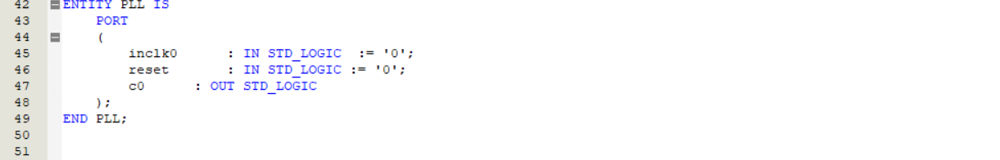 42 ENTITY PLL IS
43 PORT
44 (
45 inclk0 : IN STD_LOGIC := '0';
46 reset : IN STD_LOGIC := '0';
47 c0 : OUT STD_LOGIC
48 );
49 END PLL;
50
51